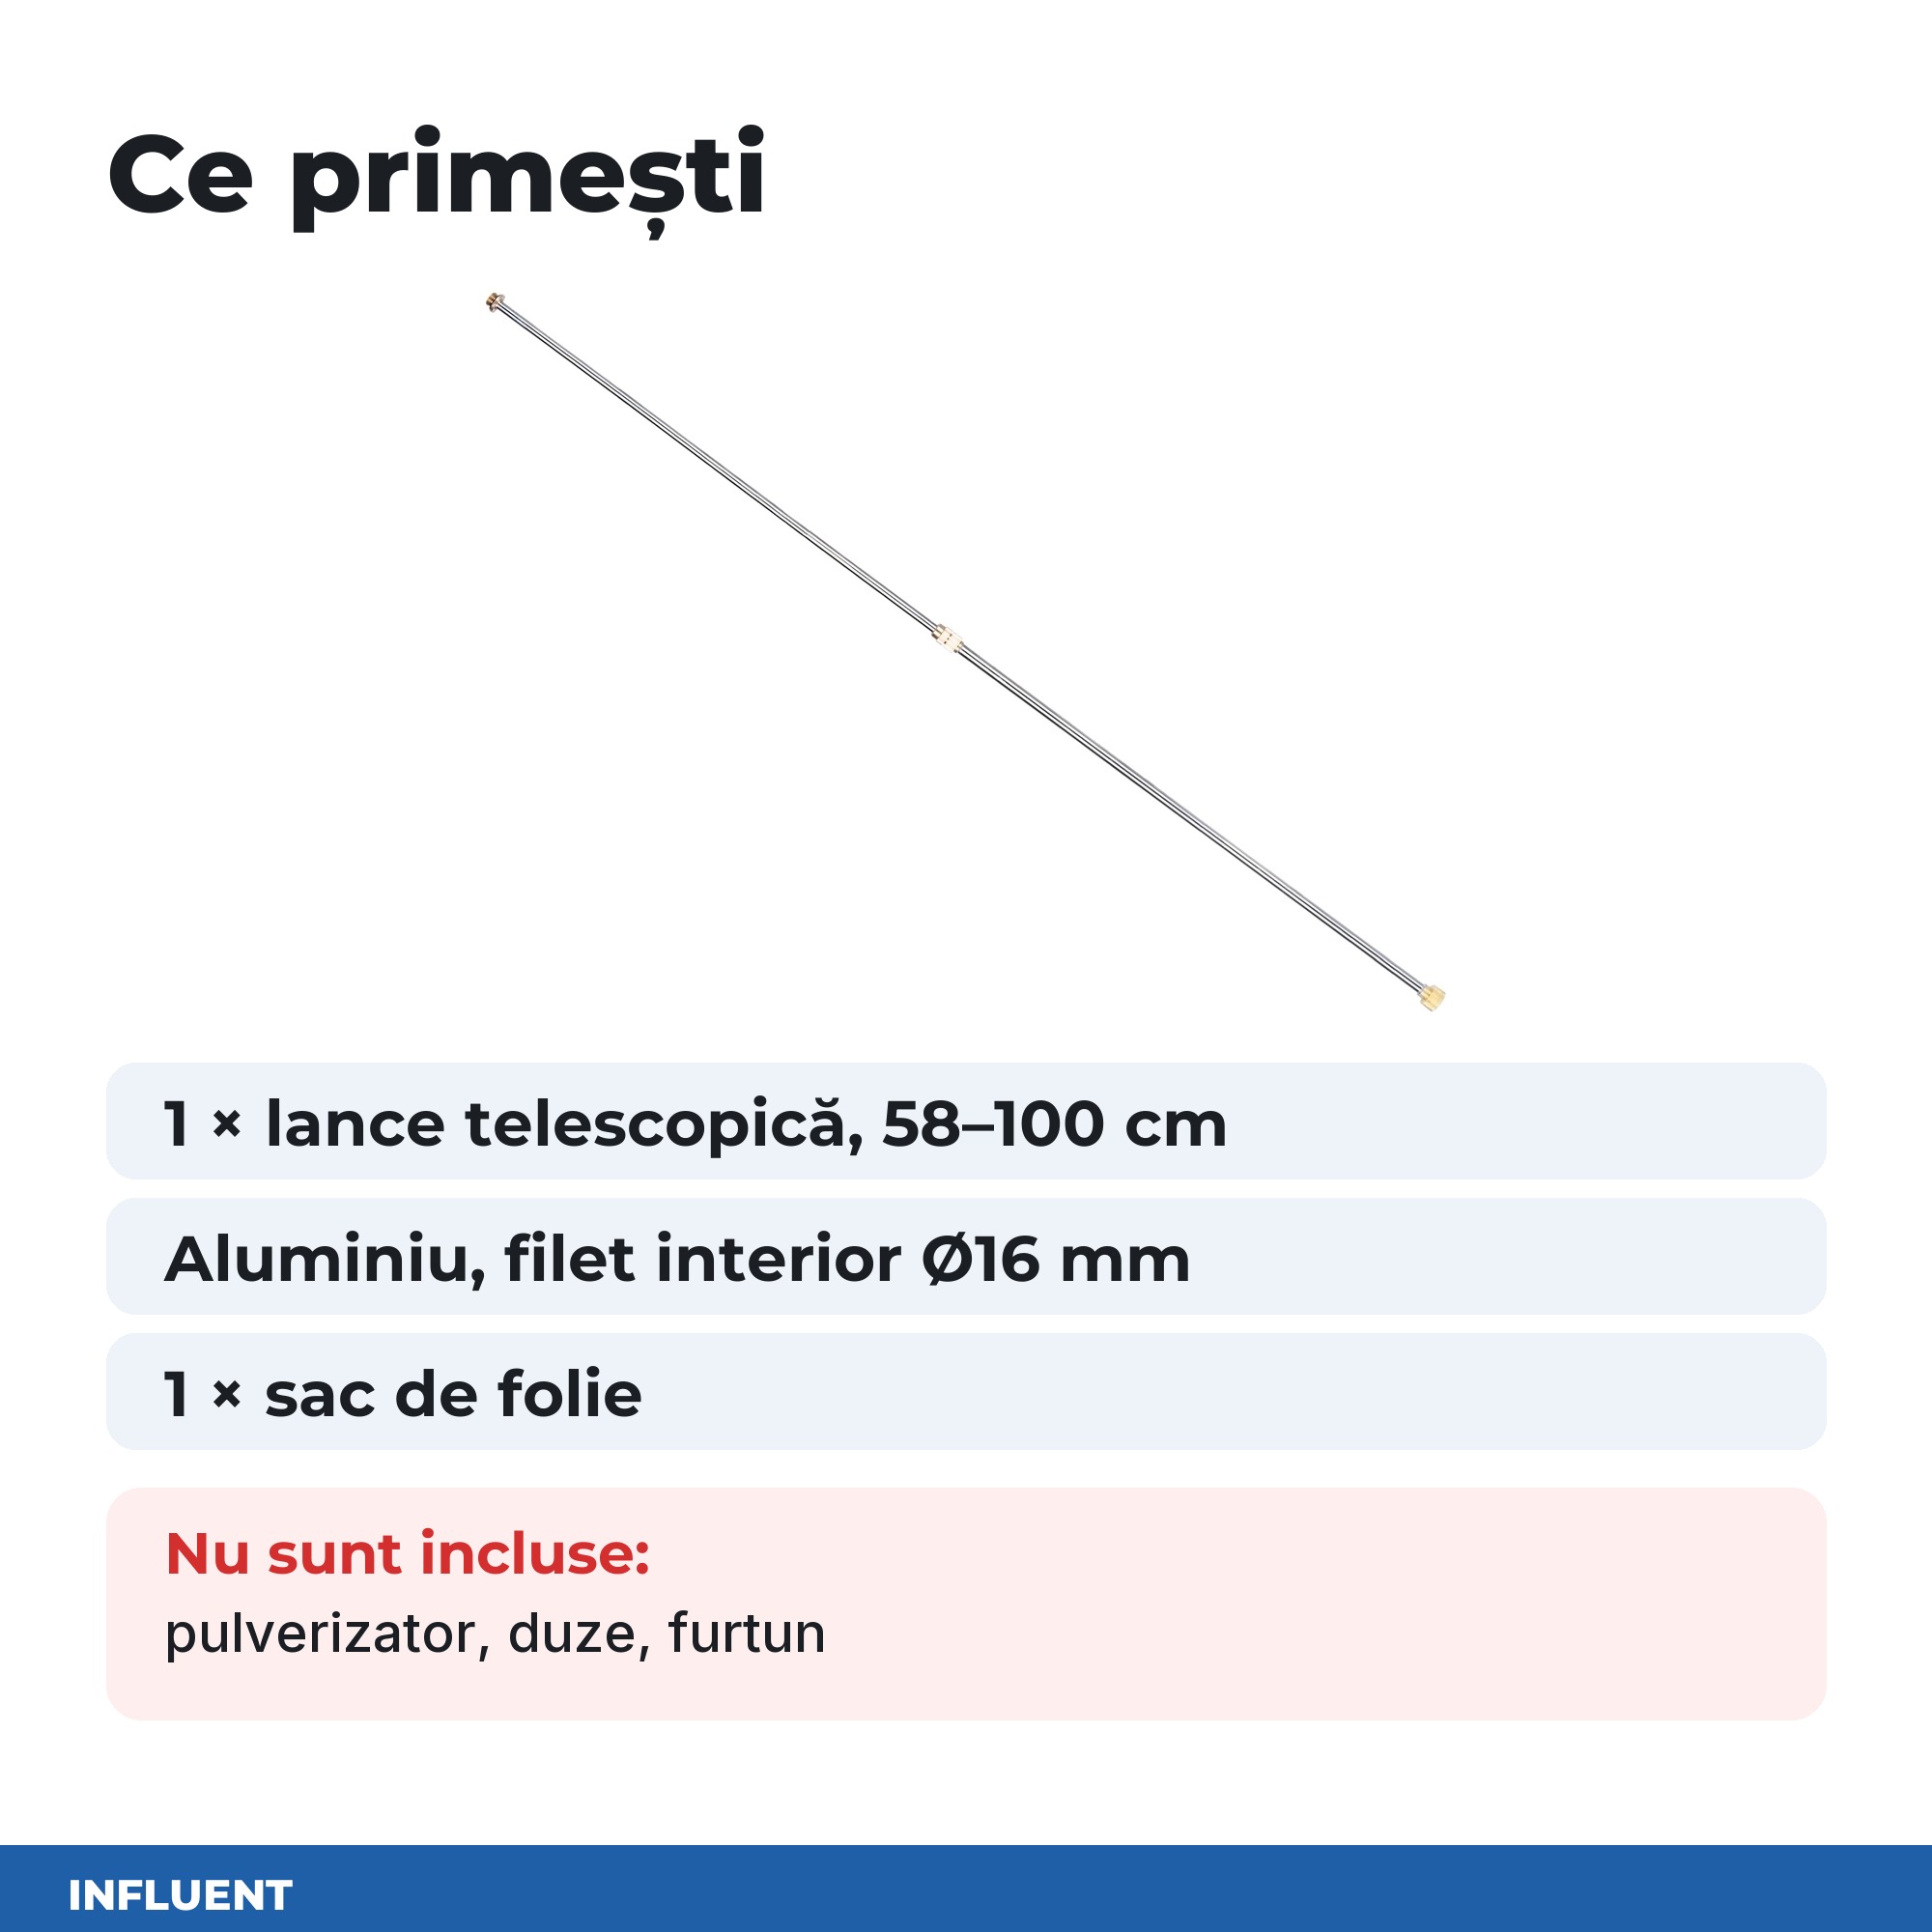 Ce primești
1 × lance telescopică, 58–100 cm
Aluminiu, filet interior Ø16 mm
1 × sac de folie
Nu sunt incluse:
pulverizator, duze, furtun
INFLUENT